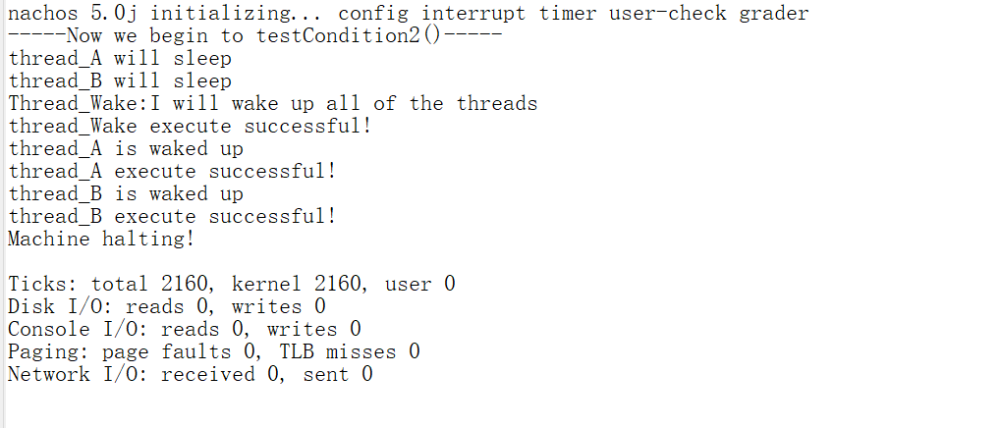 nachos 5.0j initializing... config interrupt timer user-check grader
-----Now we begin to testCondition2()-----
thread_A will sleep
thread_B will sleep
Thread_Wake:I will wake up all of the threads
thread_Wake execute successful!
thread_A is waked up
thread_A execute successful!
thread_B is waked up
thread_B execute successful!
Machine halting!
Ticks: total 2160, kernel 2160, user 0
Disk I/O: reads 0, writes 0
Console I/O: reads 0, writes 0
Paging: page faults 0, TLB misses 0
Network I/O: received 0, sent 0